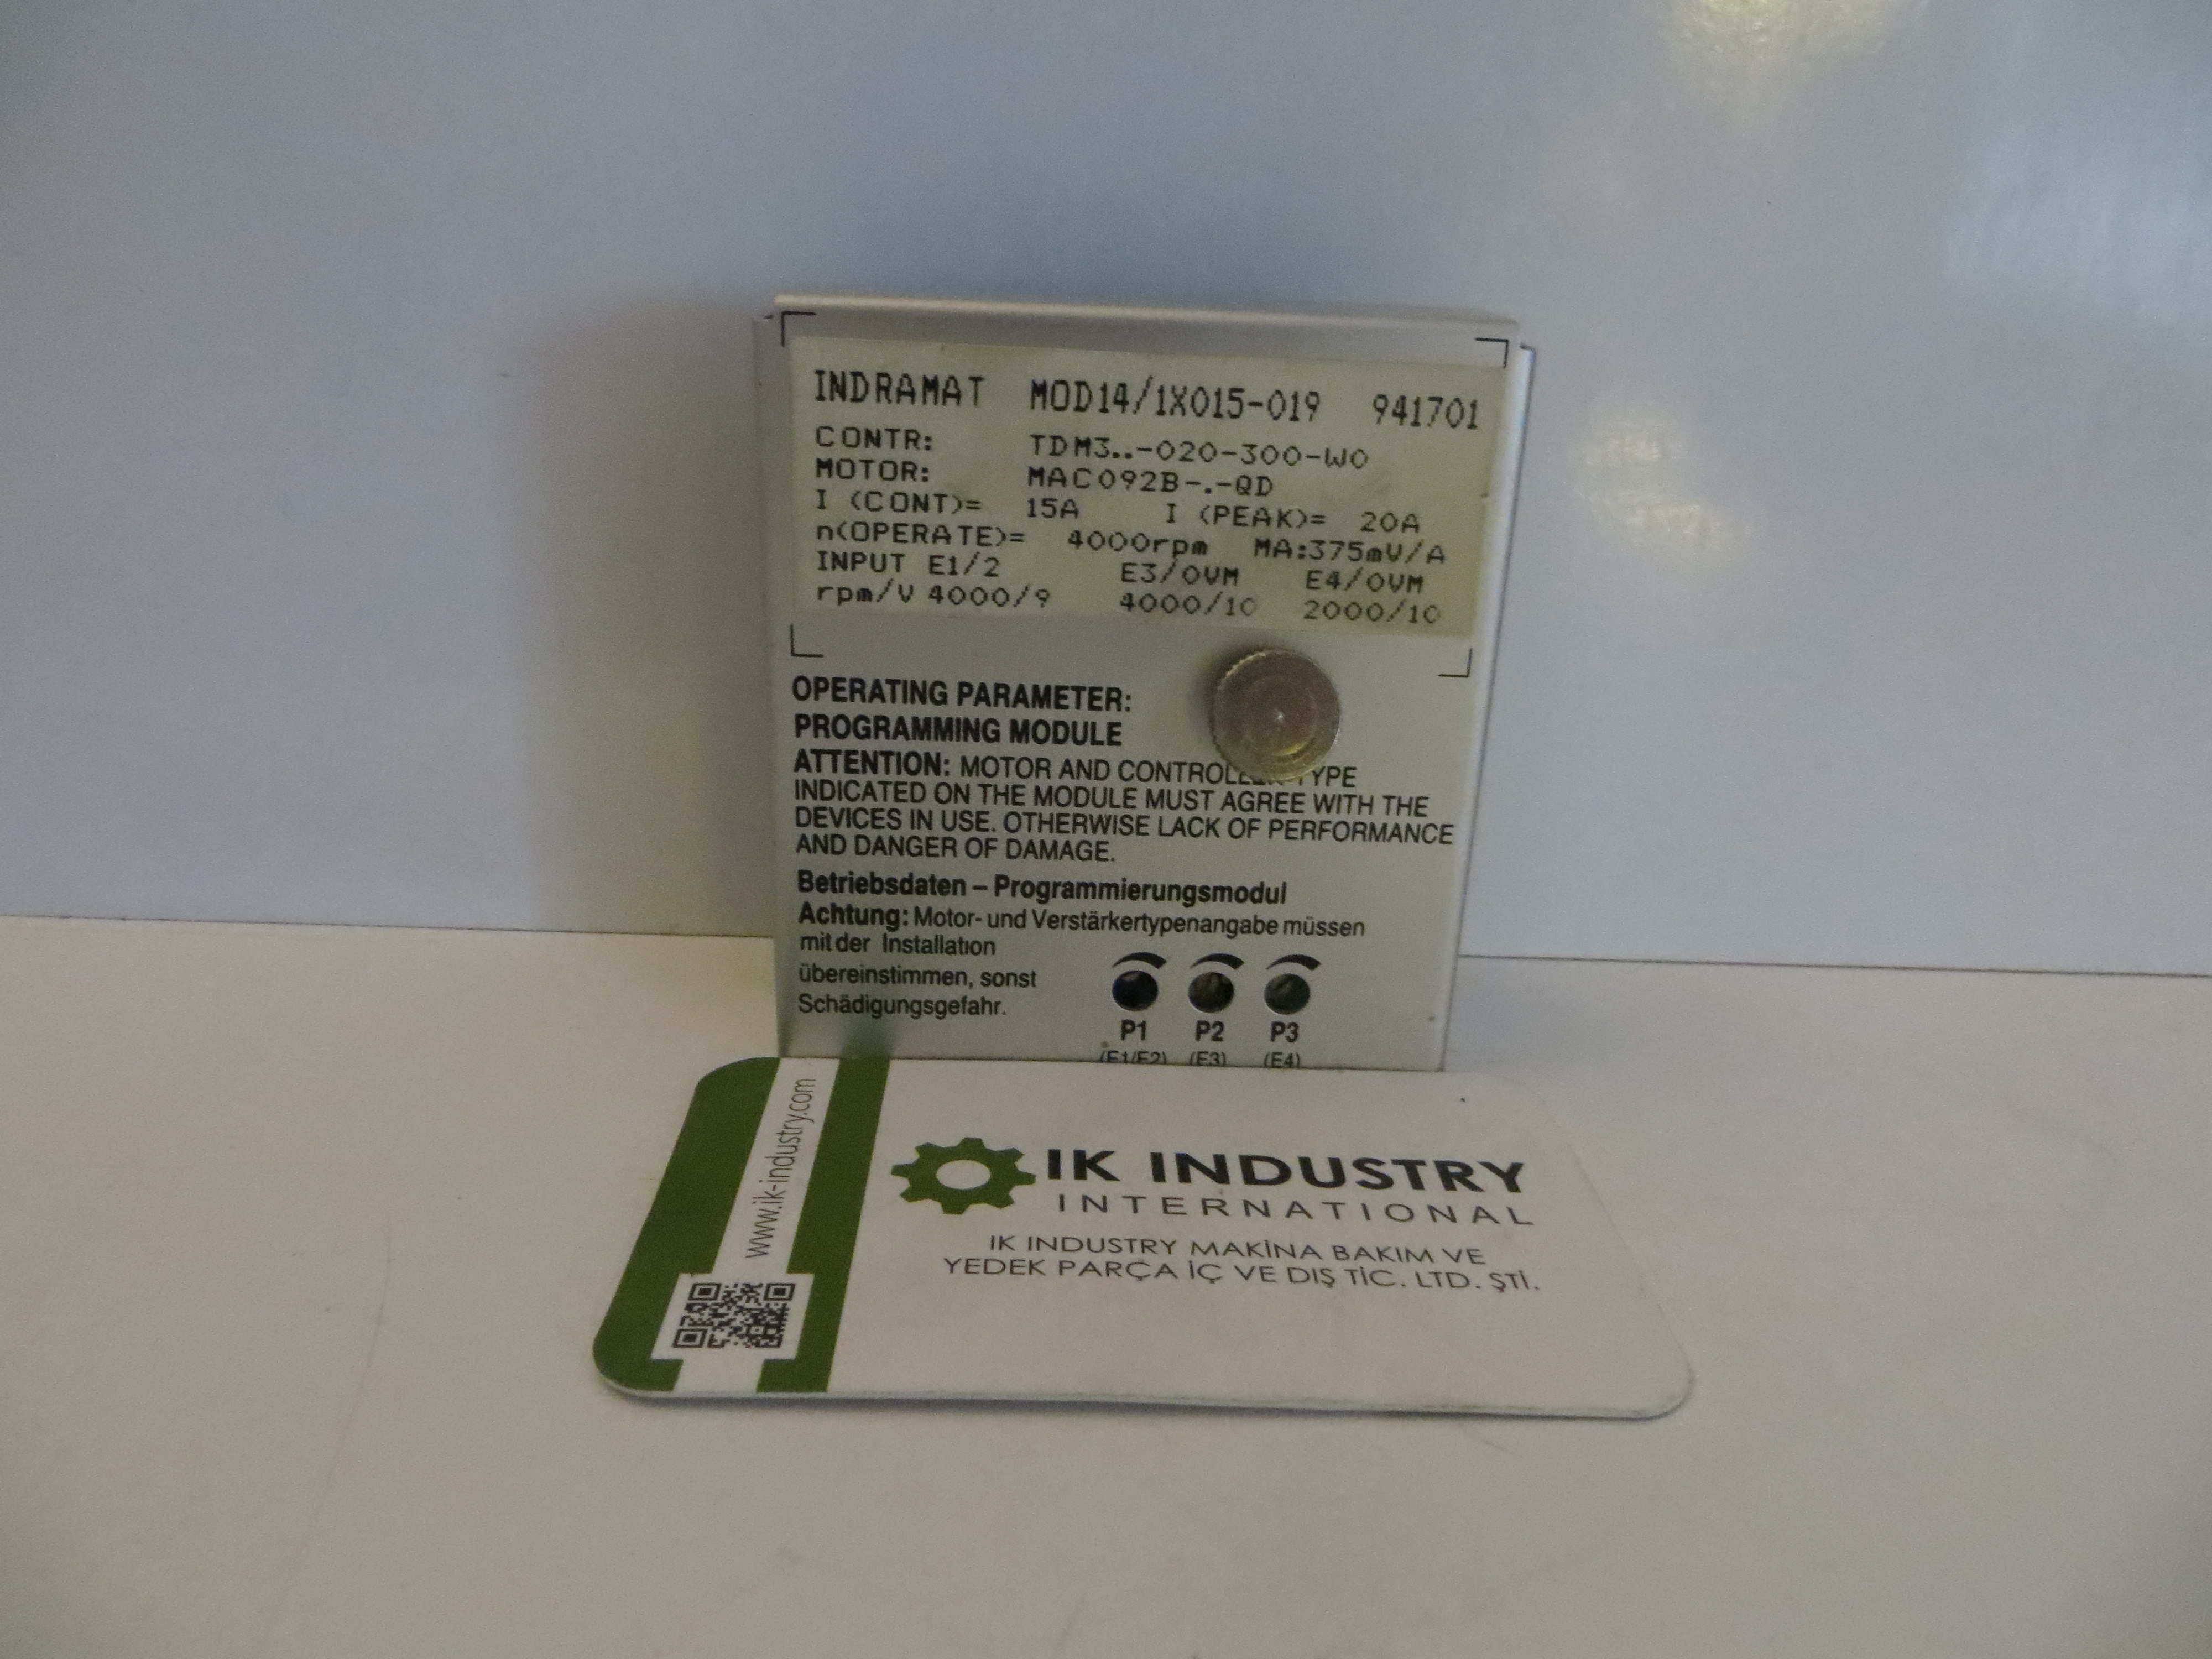 INDRAMAT MOD14/1X015-019 941701
CONTR: TDM3..-020-300-W0
MOTOR: MAC092B-.-QD
I (CONT)= 15A I (PEAK)= 20A
n(OPERATE)= 4000rpm MA:375mV/A
INPUT E1/2 E3/0VM E4/0VM
rpm/V 4000/9 4000/10 2000/10
OPERATING PARAMETER:
PROGRAMMING MODULE
ATTENTION: MOTOR AND CONTROLLER TYPE
INDICATED ON THE MODULE MUST AGREE WITH THE
DEVICES IN USE. OTHERWISE LACK OF PERFORMANCE
AND DANGER OF DAMAGE.
Betriebsdaten – Programmierungsmodul
Achtung: Motor- und Verstärkertypenangabe müssen
mit der Installation
übereinstimmen, sonst
Schädigungsgefahr.
P1 P2 P3
(E1/E2) (E3) (E4)
www.ik-industry.com
IK INDUSTRY
INTERNATIONAL
IK INDUSTRY MAKİNA BAKIM VE
YEDEK PARÇA İÇ VE DIŞ TİC. LTD. ŞTİ.